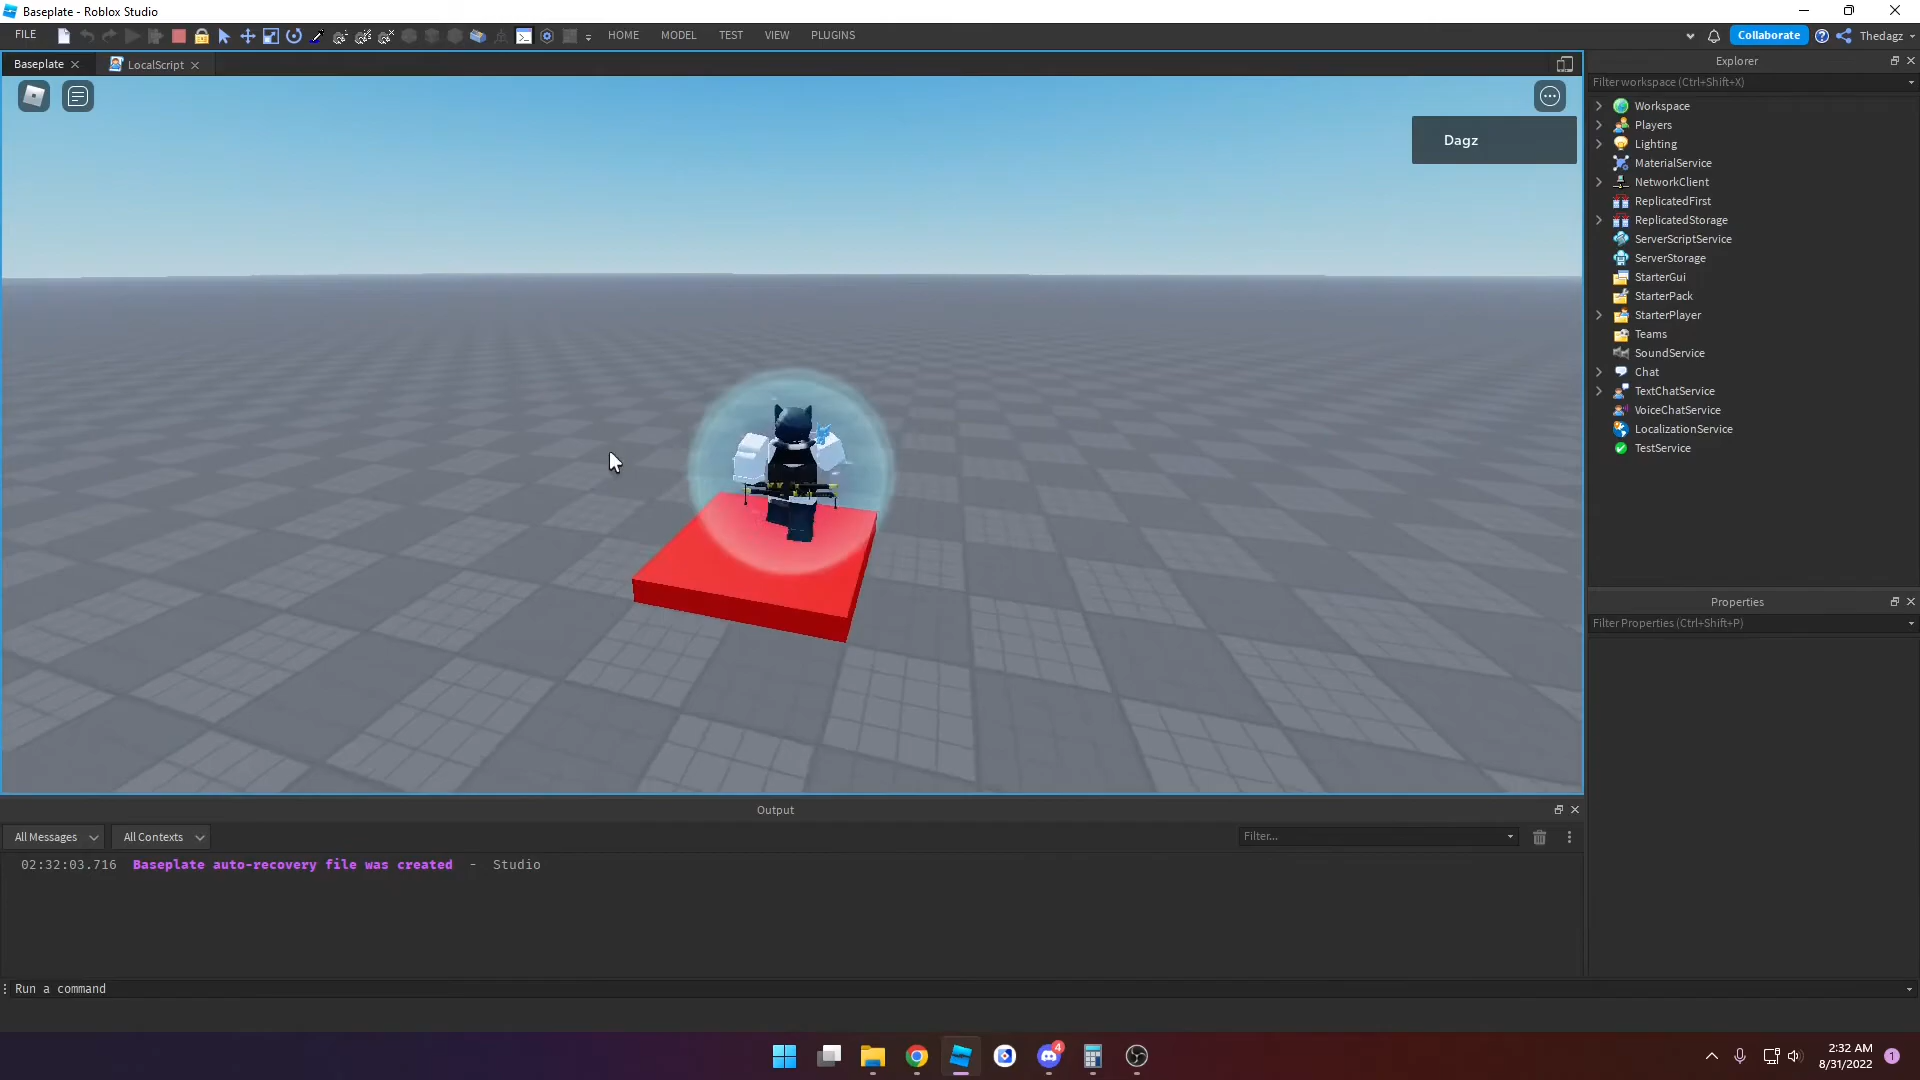 Baseplate - Roblox Studio
FILE
HOME
MODEL
TEST
VIEW
PLUGINS
Collaborate
Thedagz
Baseplate
LocalScript
Dagz
Explorer
Filter workspace (Ctrl+Shift+X)
Workspace
Players
Lighting
MaterialService
NetworkClient
ReplicatedFirst
ReplicatedStorage
ServerScriptService
ServerStorage
StarterGui
StarterPack
StarterPlayer
Teams
SoundService
Chat
TextChatService
VoiceChatService
LocalizationService
TestService
Properties
Filter Properties (Ctrl+Shift+P)
Output
All Messages
All Contexts
Filter...
02:32:03.716 Baseplate auto-recovery file was created - Studio
Run a command
4
2:32 AM
8/31/2022
1